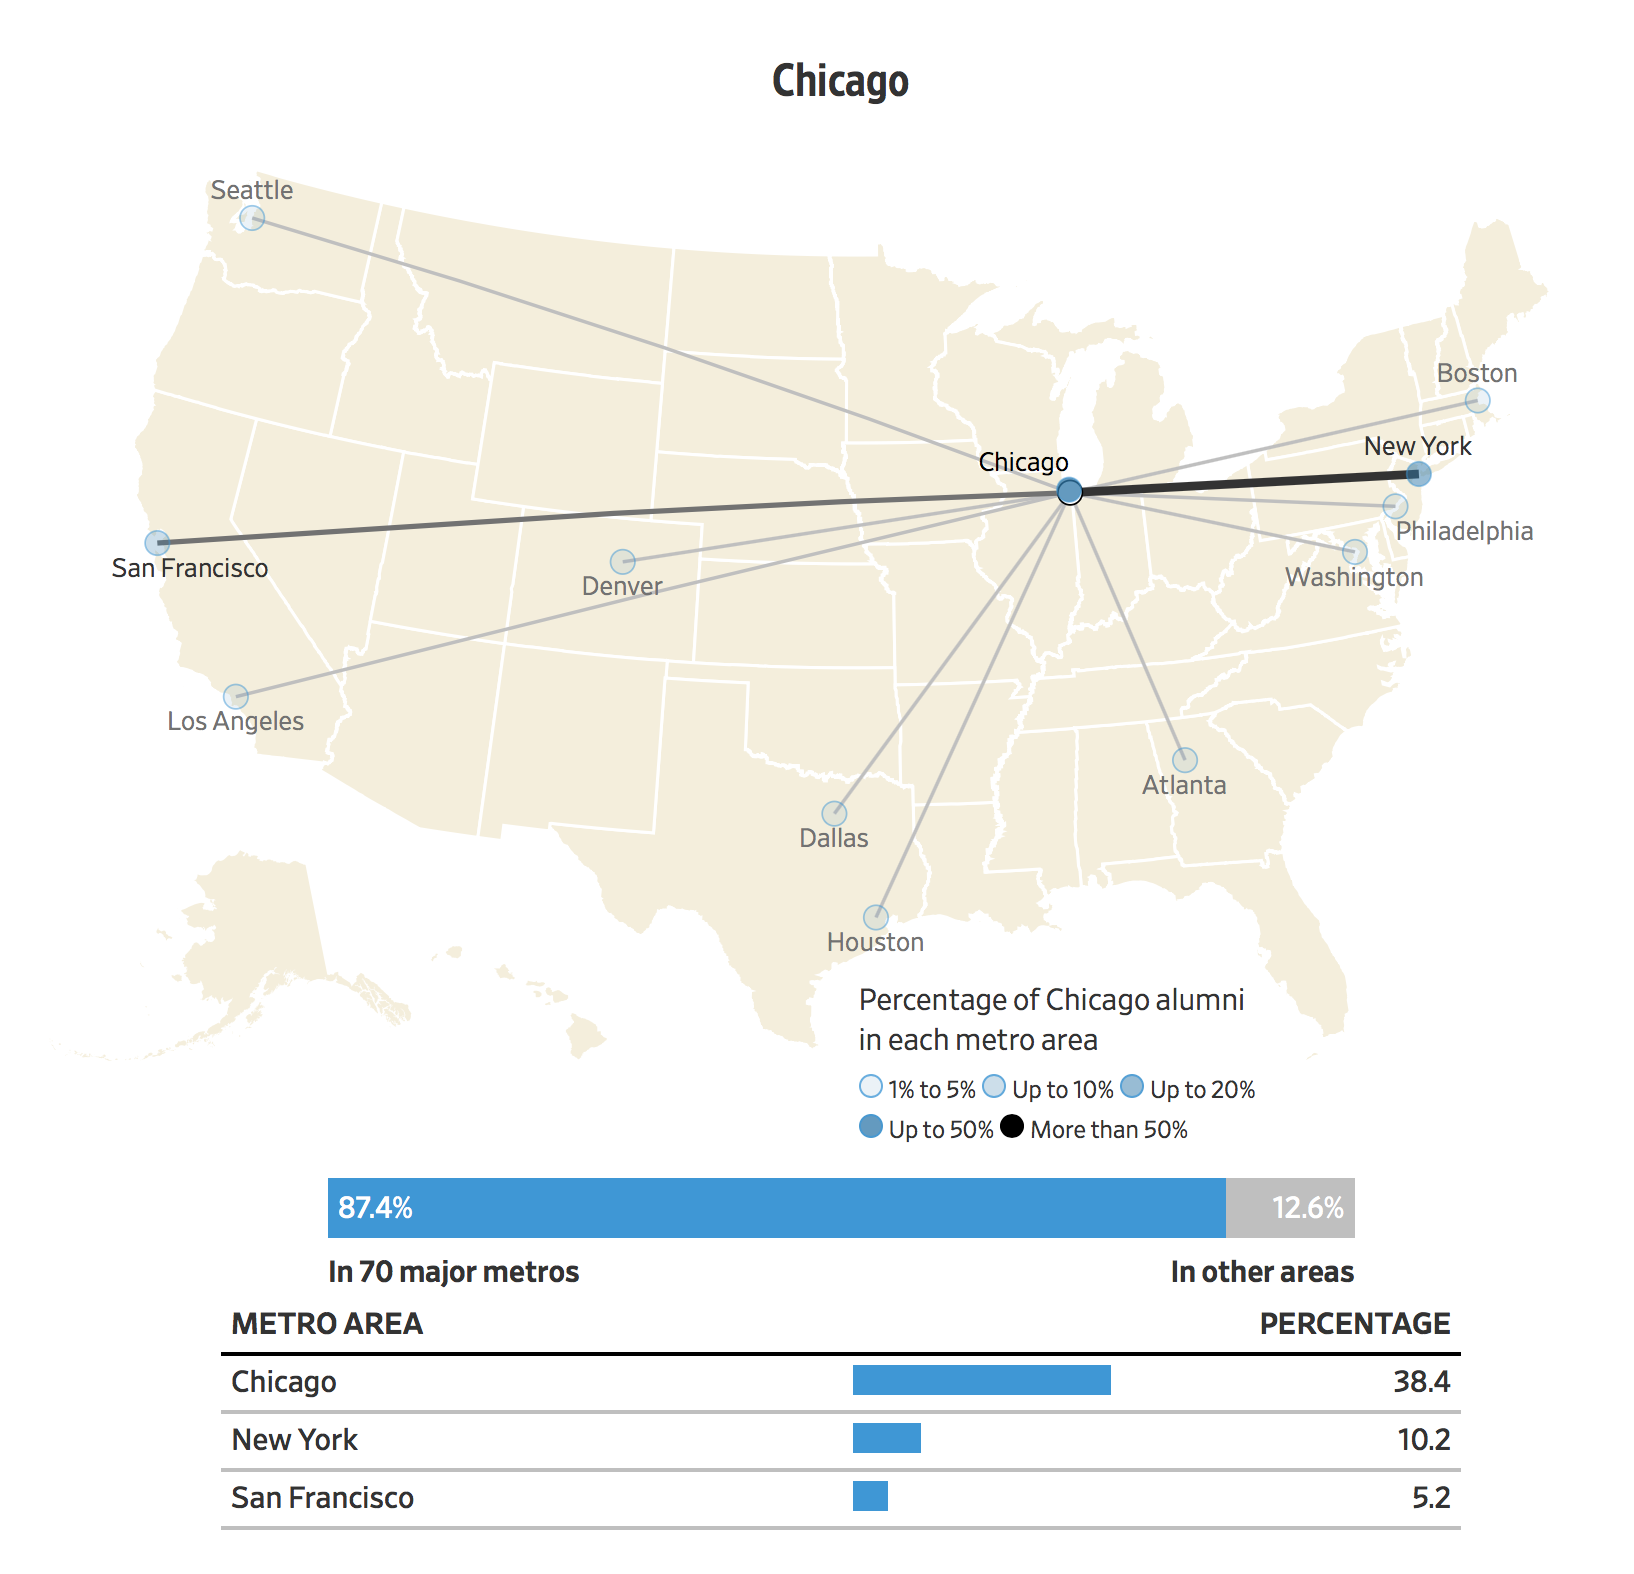 Chicago
Seattle
Boston
New York
Chicago
Philadelphia
San Francisco
Washington
Denver
Los Angeles
Atlanta
Dallas
Houston
Percentage of Chicago alumni
in each metro area
1% to 5% Up to 10% Up to 20%
Up to 50% More than 50%
87.4% 12.6%
In 70 major metros In other areas
METRO AREA PERCENTAGE
Chicago 38.4
New York 10.2
San Francisco 5.2